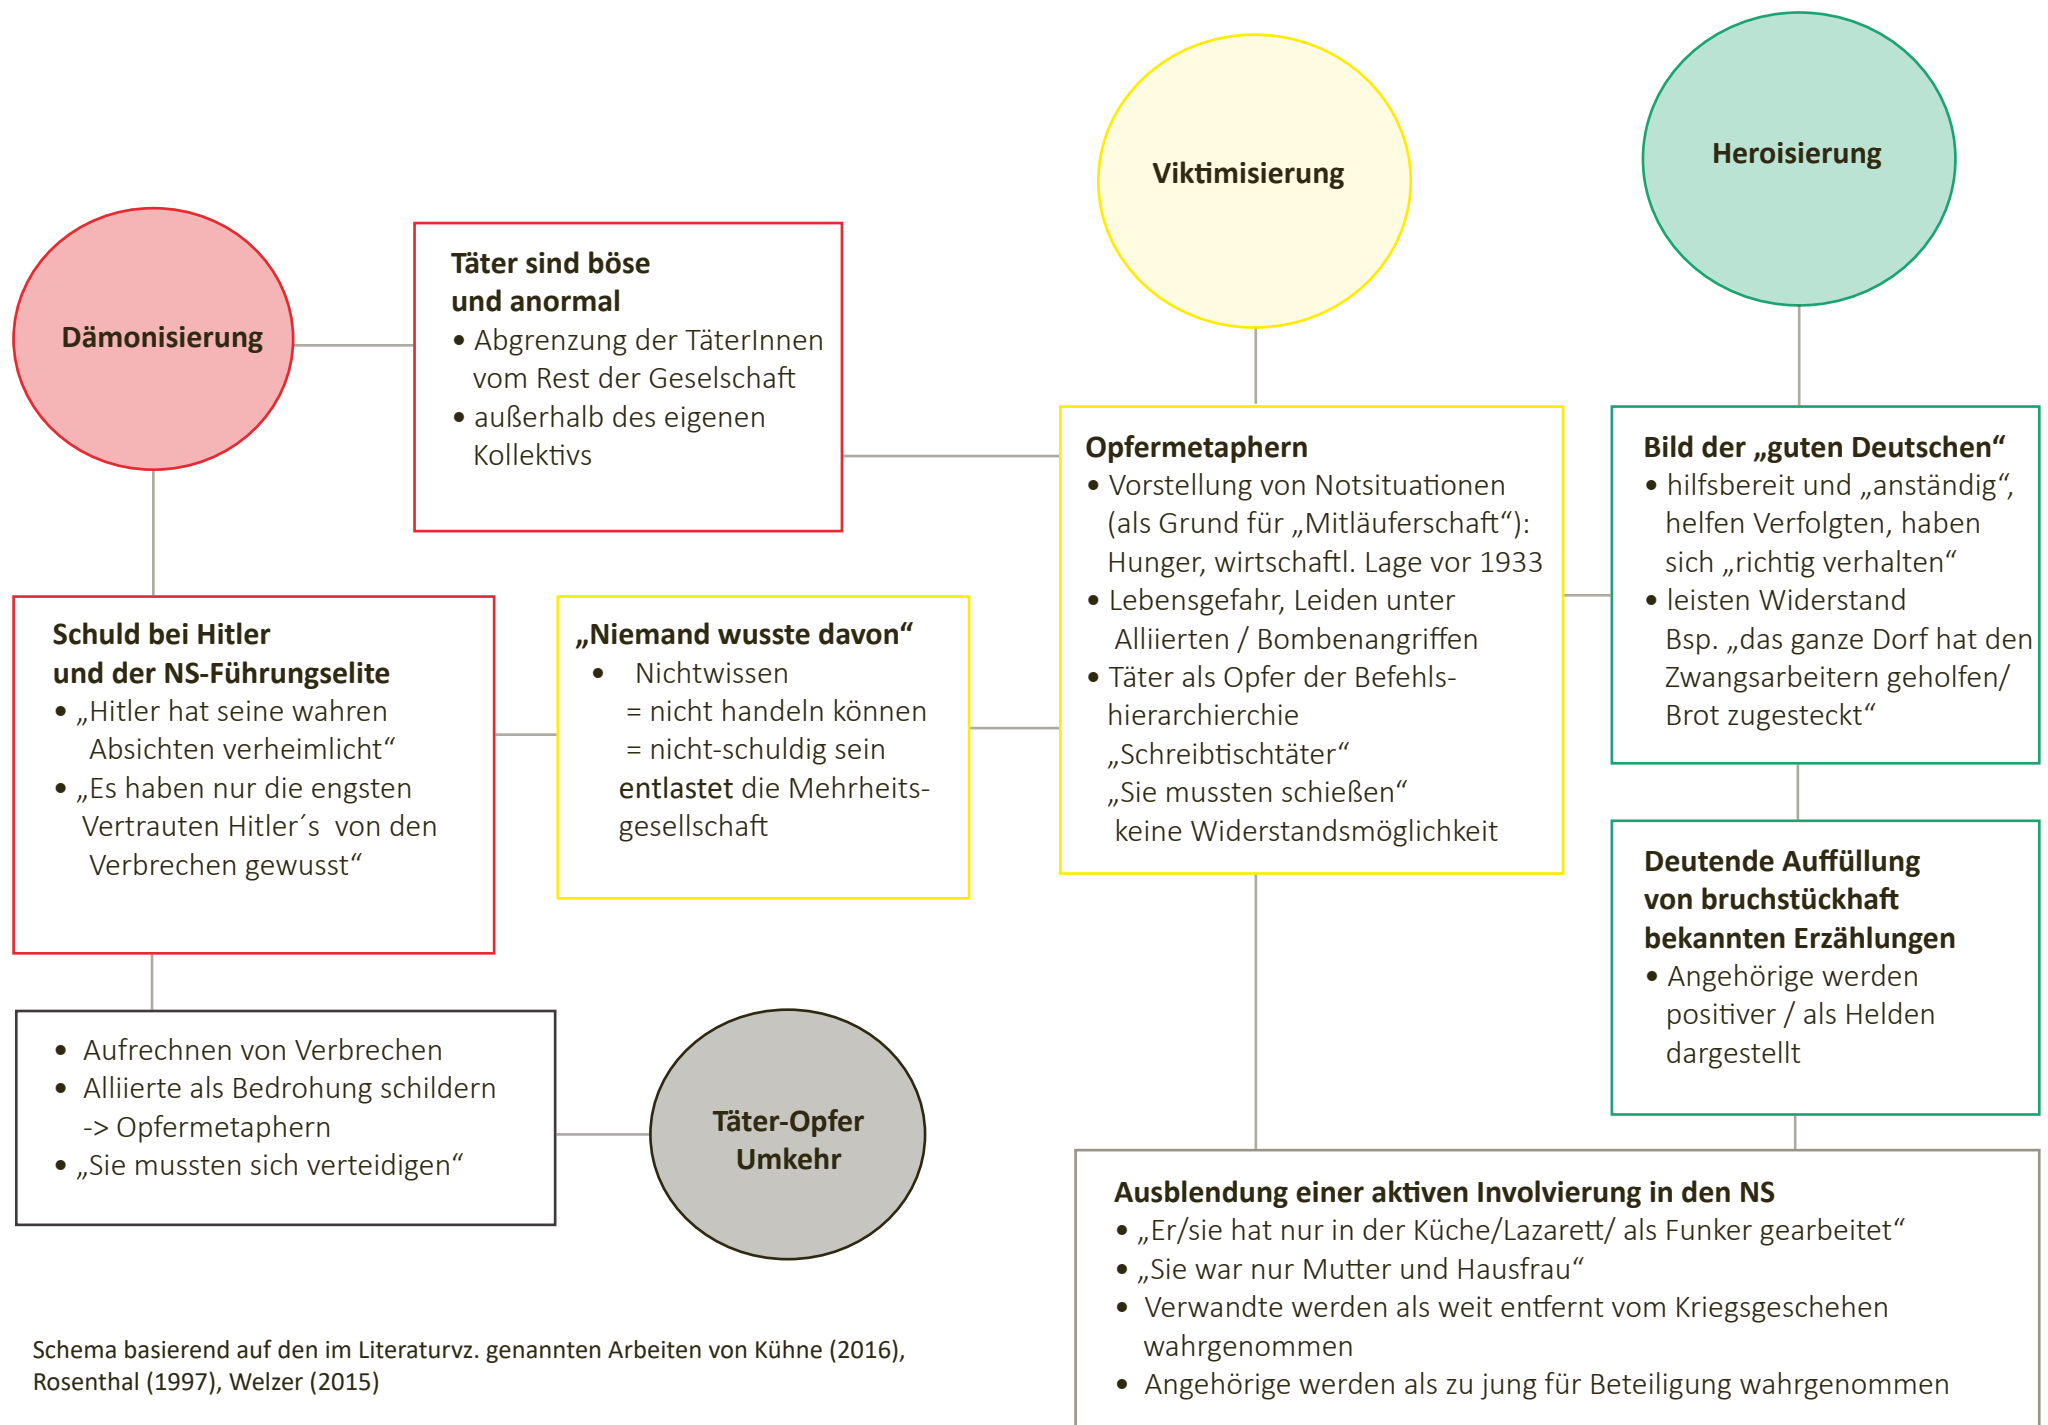 Dämonisierung
Täter sind böse
und anormal
• Abgrenzung der TäterInnen
vom Rest der Geselschaft
• außerhalb des eigenen
Kollektivs
Viktimisierung
Heroisierung
Schuld bei Hitler
und der NS-Führungselite
• „Hitler hat seine wahren
Absichten verheimlicht“
• „Es haben nur die engsten
Vertrauten Hitler´s von den
Verbrechen gewusst“
„Niemand wusste davon“
• Nichtwissen
= nicht handeln können
= nicht-schuldig sein
entlastet die Mehrheits-
gesellschaft
Opfermetaphern
• Vorstellung von Notsituationen
(als Grund für „Mitläuferschaft“):
Hunger, wirtschaftl. Lage vor 1933
• Lebensgefahr, Leiden unter
Alliierten / Bombenangriffen
• Täter als Opfer der Befehls-
hierarchierchie
„Schreibtischtäter“
„Sie mussten schießen“
keine Widerstandsmöglichkeit
Bild der „guten Deutschen“
• hilfsbereit und „anständig“,
helfen Verfolgten, haben
sich „richtig verhalten“
• leisten Widerstand
Bsp. „das ganze Dorf hat den
Zwangsarbeitern geholfen/
Brot zugesteckt“
Deutende Auffüllung
von bruchstückhaft
bekannten Erzählungen
• Angehörige werden
positiver / als Helden
dargestellt
• Aufrechnen von Verbrechen
• Alliierte als Bedrohung schildern
-> Opfermetaphern
• „Sie mussten sich verteidigen“
Täter-Opfer
Umkehr
Ausblendung einer aktiven Involvierung in den NS
• „Er/sie hat nur in der Küche/Lazarett/ als Funker gearbeitet“
• „Sie war nur Mutter und Hausfrau“
• Verwandte werden als weit entfernt vom Kriegsgeschehen
wahrgenommen
• Angehörige werden als zu jung für Beteiligung wahrgenommen
Schema basierend auf den im Literaturvz. genannten Arbeiten von Kühne (2016),
Rosenthal (1997), Welzer (2015)